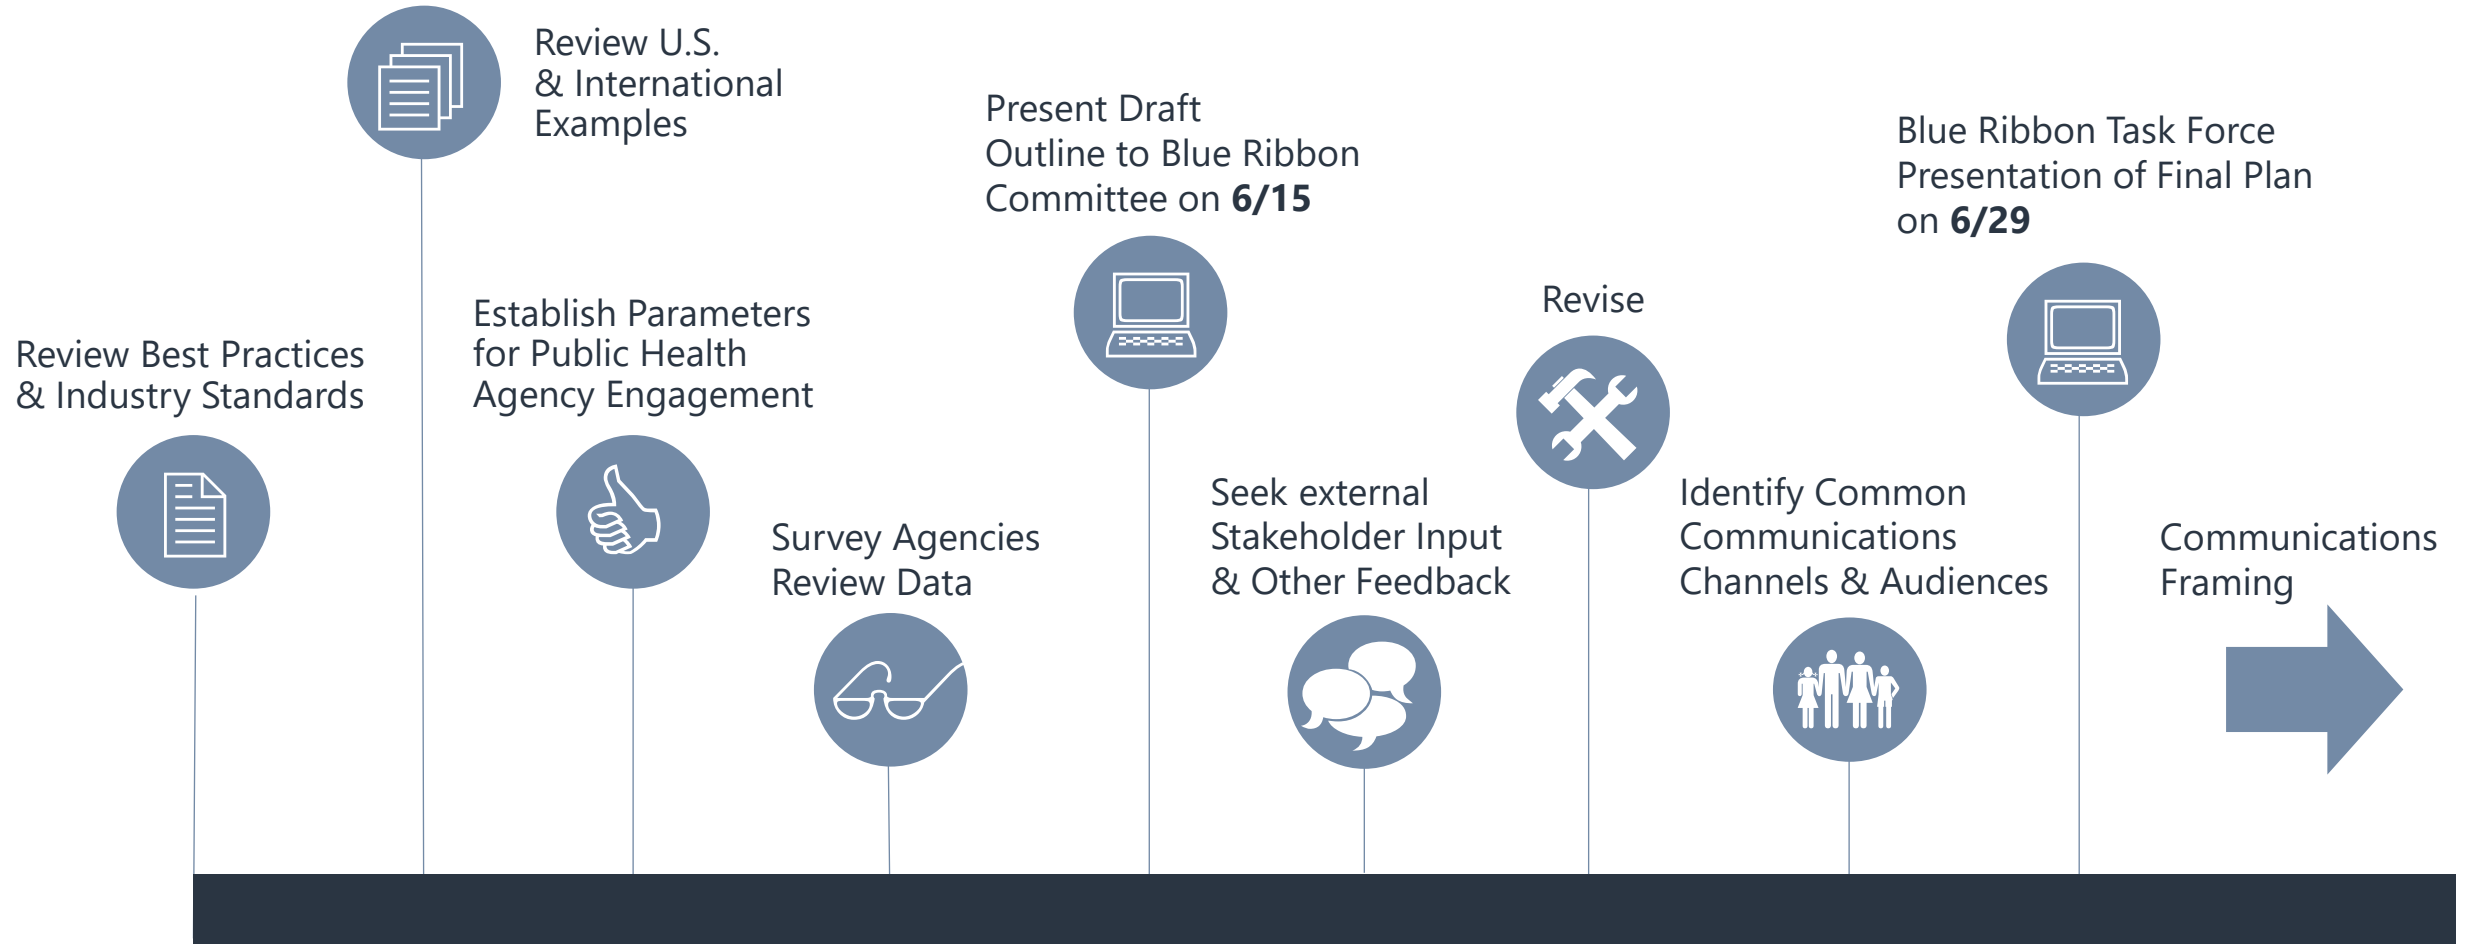 Review Best Practices
& Industry Standards
Review U.S.
& International
Examples
Establish Parameters
for Public Health
Agency Engagement
Survey Agencies
Review Data
Present Draft
Outline to Blue Ribbon
Committee on 6/15
Seek external
Stakeholder Input
& Other Feedback
Revise
Identify Common
Communications
Channels & Audiences
Blue Ribbon Task Force
Presentation of Final Plan
on 6/29
Communications
Framing